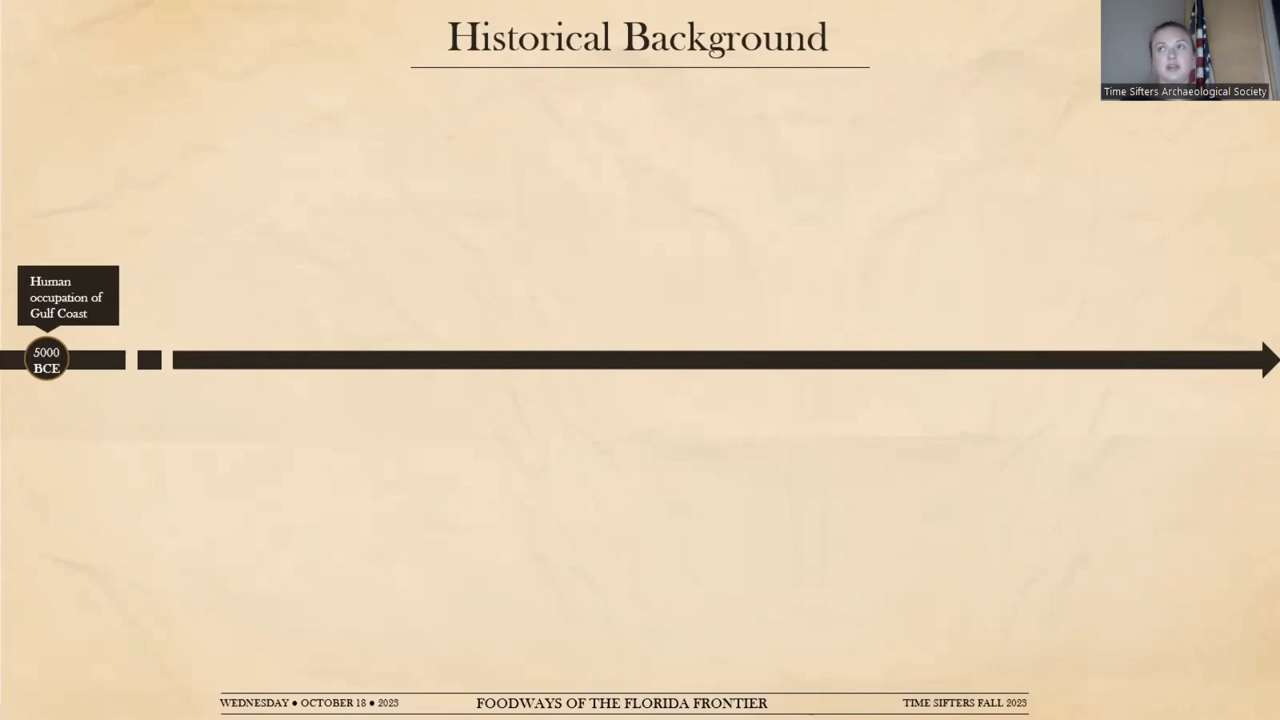 Historical Background
Time Sifters Archaeological Society
Human
occupation of
Gulf Coast
5000
BCE
WEDNESDAY ● OCTOBER 18 ● 2023
FOODWAYS OF THE FLORIDA FRONTIER
TIME SIFTERS FALL 2023